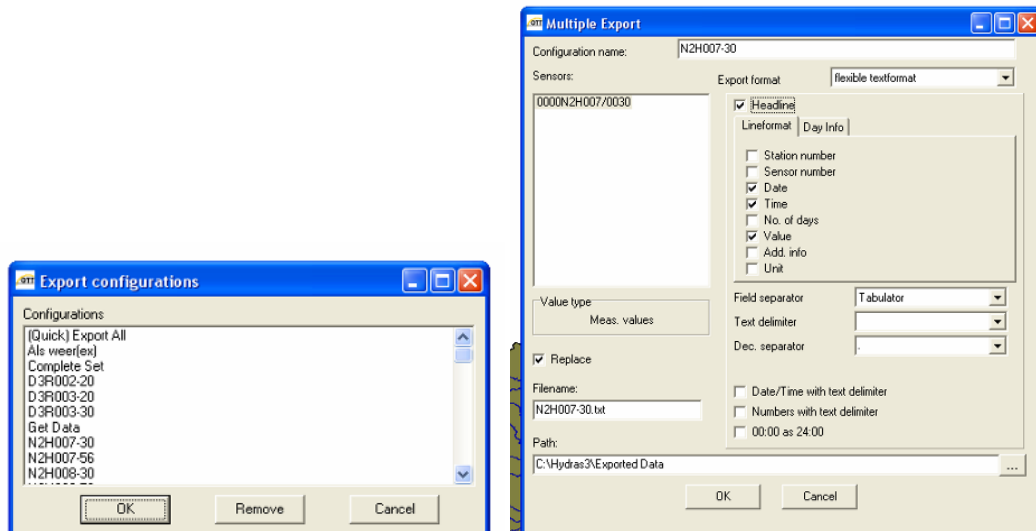 OTT Export configurations
Configurations
(Quick) Export All
Als weer(ex)
Complete Set
D3R002-20
D3R003-20
D3R003-30
Get Data
N2H007-30
N2H007-56
N2H008-30
OK Remove Cancel
OTT Multiple Export
Configuration name: N2H007-30
Sensors:
0000N2H007/0030
Value type
Meas. values
Replace
Filename:
N2H007-30.txt
Export format flexible textformat
Headline
Lineformat Day Info
Station number
Sensor number
Date
Time
No. of days
Value
Add. info
Unit
Field separator Tabulator
Text delimiter
Dec. separator .
Date/Time with text delimiter
Numbers with text delimiter
00:00 as 24:00
Path:
C:\Hydras3\Exported Data ...
OK Cancel